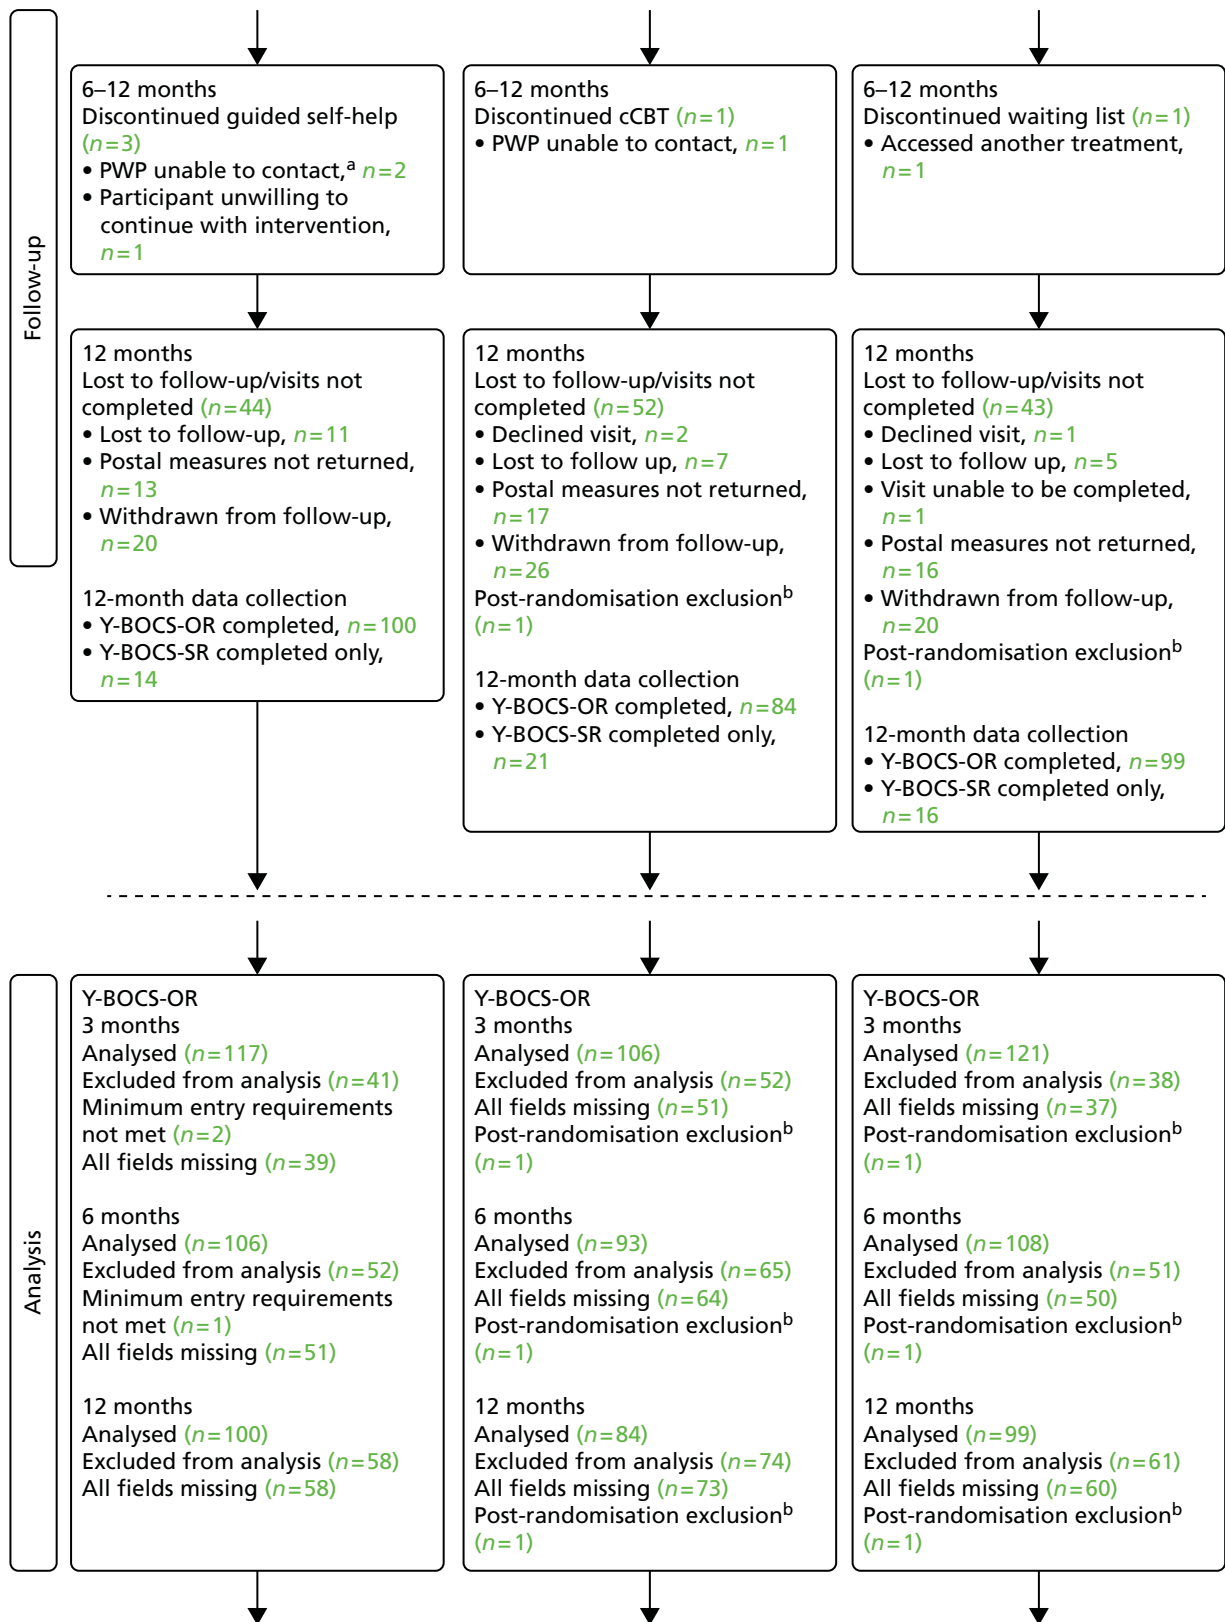 Follow-up
6–12 months
Discontinued guided self-help
(n=3)
• PWP unable to contact,a n=2
• Participant unwilling to
continue with intervention,
n=1
6–12 months
Discontinued cCBT (n=1)
• PWP unable to contact, n=1
6–12 months
Discontinued waiting list (n=1)
• Accessed another treatment,
n=1
12 months
Lost to follow-up/visits not
completed (n=44)
• Lost to follow-up, n=11
• Postal measures not returned,
n=13
• Withdrawn from follow-up,
n=20
12-month data collection
• Y-BOCS-OR completed, n=100
• Y-BOCS-SR completed only,
n=14
12 months
Lost to follow-up/visits not
completed (n=52)
• Declined visit, n=2
• Lost to follow up, n=7
• Postal measures not returned,
n=17
• Withdrawn from follow-up,
n=26
Post-randomisation exclusionb
(n=1)
12-month data collection
• Y-BOCS-OR completed, n=84
• Y-BOCS-SR completed only,
n=21
12 months
Lost to follow-up/visits not
completed (n=43)
• Declined visit, n=1
• Lost to follow up, n=5
• Visit unable to be completed,
n=1
• Postal measures not returned,
n=16
• Withdrawn from follow-up,
n=20
Post-randomisation exclusionb
(n=1)
12-month data collection
• Y-BOCS-OR completed, n=99
• Y-BOCS-SR completed only,
n=16
Analysis
Y-BOCS-OR
3 months
Analysed (n=117)
Excluded from analysis (n=41)
Minimum entry requirements
not met (n=2)
All fields missing (n=39)
6 months
Analysed (n=106)
Excluded from analysis (n=52)
Minimum entry requirements
not met (n=1)
All fields missing (n=51)
12 months
Analysed (n=100)
Excluded from analysis (n=58)
All fields missing (n=58)
Y-BOCS-OR
3 months
Analysed (n=106)
Excluded from analysis (n=52)
All fields missing (n=51)
Post-randomisation exclusionb
(n=1)
6 months
Analysed (n=93)
Excluded from analysis (n=65)
All fields missing (n=64)
Post-randomisation exclusionb
(n=1)
12 months
Analysed (n=84)
Excluded from analysis (n=74)
All fields missing (n=73)
Post-randomisation exclusionb
(n=1)
Y-BOCS-OR
3 months
Analysed (n=121)
Excluded from analysis (n=38)
All fields missing (n=37)
Post-randomisation exclusionb
(n=1)
6 months
Analysed (n=108)
Excluded from analysis (n=51)
All fields missing (n=50)
Post-randomisation exclusionb
(n=1)
12 months
Analysed (n=99)
Excluded from analysis (n=61)
All fields missing (n=60)
Post-randomisation exclusionb
(n=1)